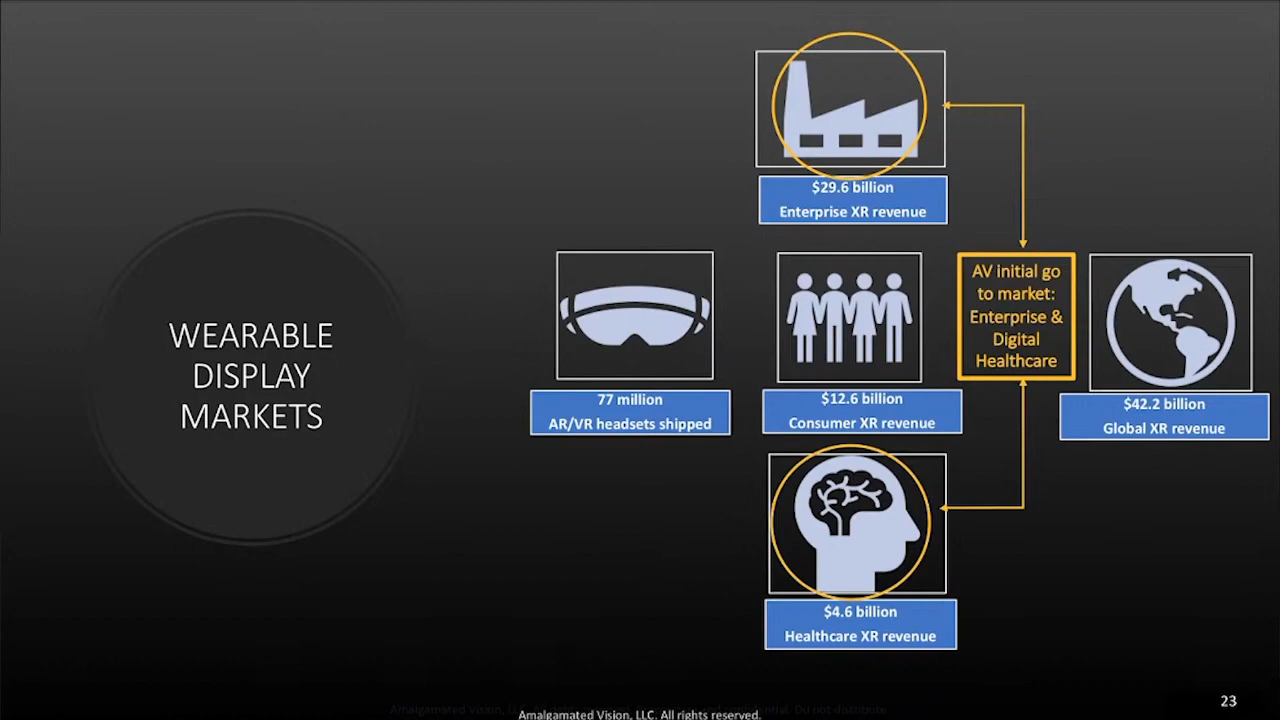 WEARABLE
DISPLAY
MARKETS
$29.6 billion
Enterprise XR revenue
77 million
AR/VR headsets shipped
$12.6 billion
Consumer XR revenue
AV initial go
to market:
Enterprise &
Digital
Healthcare
$42.2 billion
Global XR revenue
$4.6 billion
Healthcare XR revenue
23
Amalgamated Vision, LLC. All rights reserved.